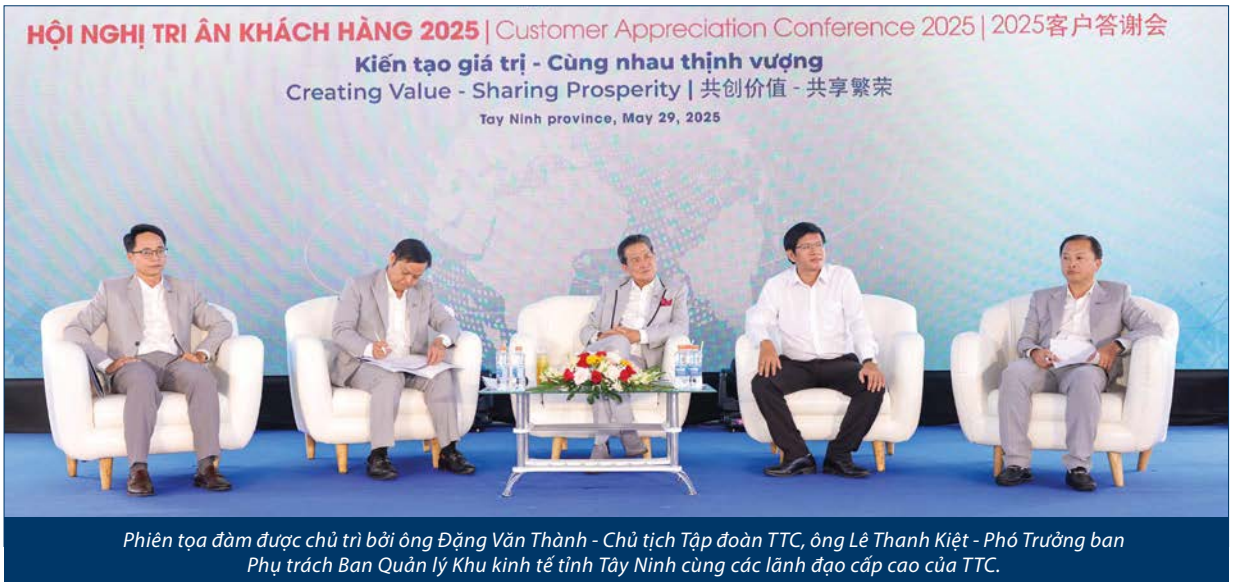 HỘI NGHỊ TRI ÂN KHÁCH HÀNG 2025 | Customer Appreciation Conference 2025 | 2025客户答谢会
Kiến tạo giá trị - Cùng nhau thịnh vượng
Creating Value - Sharing Prosperity | 共创价值 - 共享繁荣
Tay Ninh province, May 29, 2025
Phiên tọa đàm được chủ trì bởi ông Đặng Văn Thành - Chủ tịch Tập đoàn TTC, ông Lê Thanh Kiệt - Phó Trưởng ban
Phụ trách Ban Quản lý Khu kinh tế tỉnh Tây Ninh cùng các lãnh đạo cấp cao của TTC.